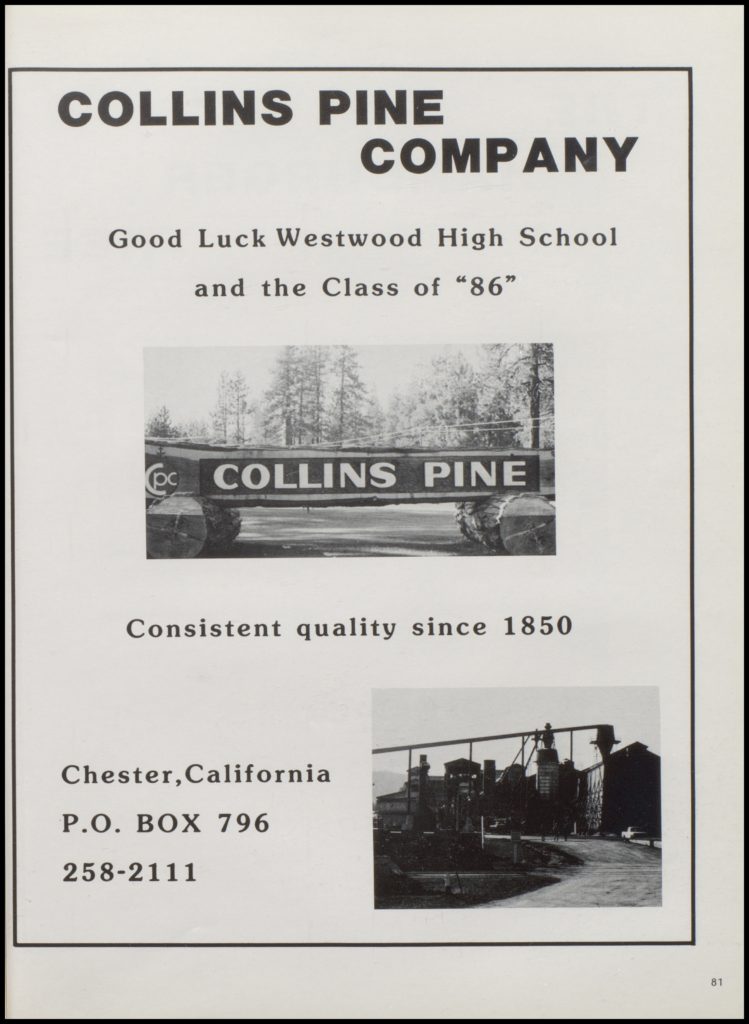 COLLINS PINE
COMPANY
Good Luck Westwood High School
and the Class of “86”
Cpc COLLINS PINE
Consistent quality since 1850
Chester,California
P.O. BOX 796
258-2111
81